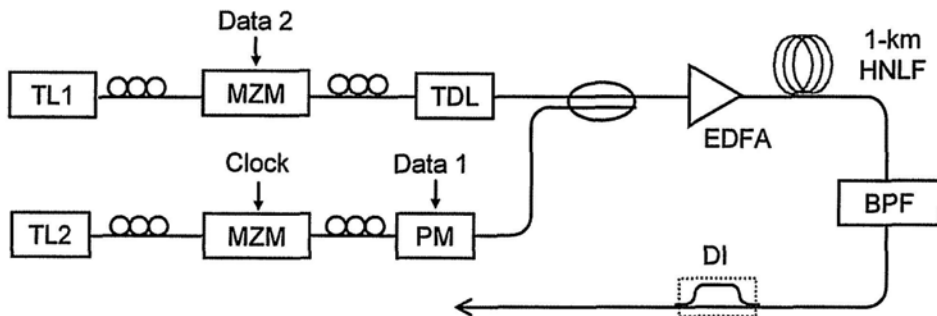 Data 2
TL1
MZM
TDL
1-km
HNLF
EDFA
Clock
Data 1
TL2
MZM
PM
BPF
DI